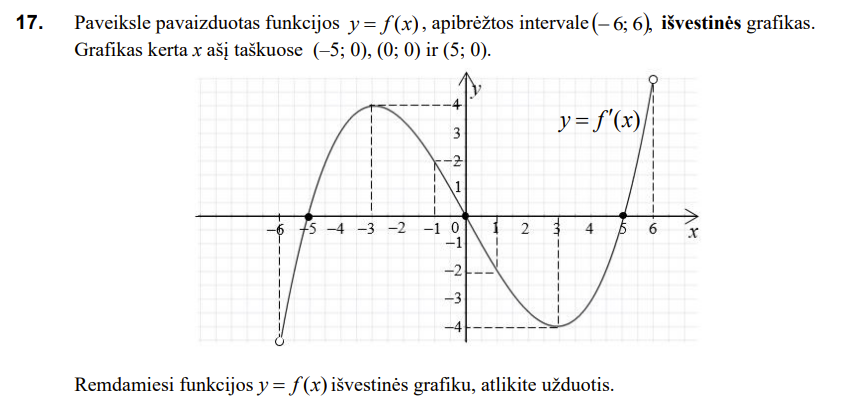 17. Paveiksle pavaizduotas funkcijos y = f(x), apibrėžtos intervale (– 6; 6), išvestinės grafikas.
Grafikas kerta x ašį taškuose (–5; 0), (0; 0) ir (5; 0).
y
4
y = f′(x)
3
–2
1
–6 –5 –4 –3 –2 –1 0 1 2 3 4 5 6 x
–1
–2
–3
–4
Remdamiesi funkcijos y = f(x) išvestinės grafiku, atlikite užduotis.